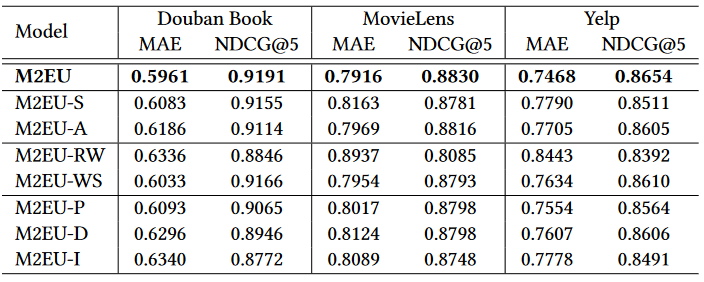 Model Douban Book MovieLens Yelp
MAE NDCG@5 MAE NDCG@5 MAE NDCG@5
M2EU 0.5961 0.9191 0.7916 0.8830 0.7468 0.8654
M2EU-S 0.6083 0.9155 0.8163 0.8781 0.7790 0.8511
M2EU-A 0.6186 0.9114 0.7969 0.8816 0.7705 0.8605
M2EU-RW 0.6336 0.8846 0.8937 0.8085 0.8443 0.8392
M2EU-WS 0.6033 0.9166 0.7954 0.8793 0.7634 0.8610
M2EU-P 0.6093 0.9065 0.8017 0.8798 0.7554 0.8564
M2EU-D 0.6296 0.8946 0.8124 0.8798 0.7607 0.8606
M2EU-I 0.6340 0.8772 0.8089 0.8748 0.7778 0.8491